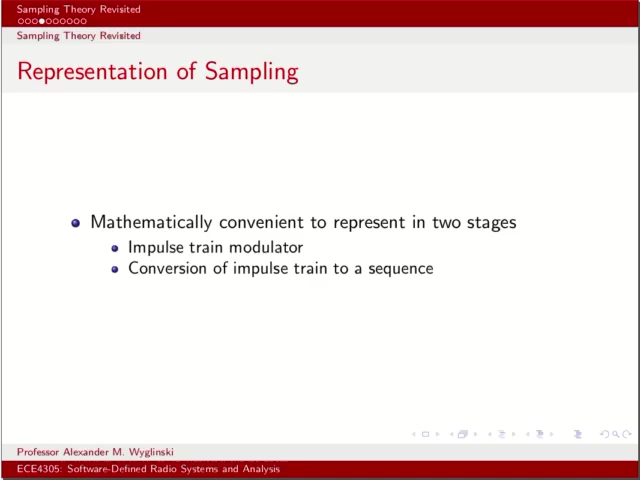 Sampling Theory Revisited
Sampling Theory Revisited
Representation of Sampling
Mathematically convenient to represent in two stages
Impulse train modulator
Conversion of impulse train to a sequence
Professor Alexander M. Wyglinski
ECE4305: Software-Defined Radio Systems and Analysis